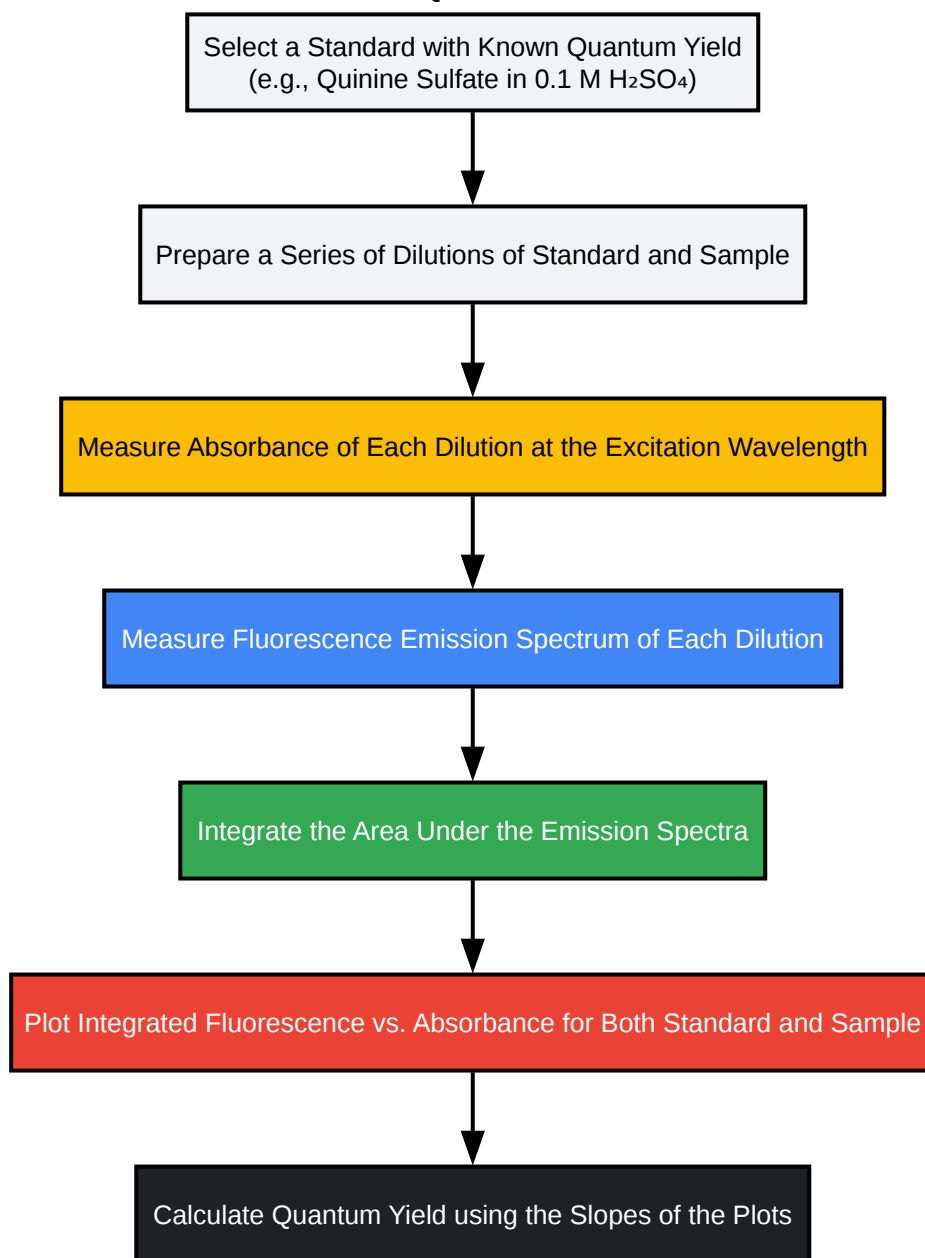 Select a Standard with Known Quantum Yield
(e.g., Quinine Sulfate in 0.1 M H₂SO₄)
Prepare a Series of Dilutions of Standard and Sample
Measure Absorbance of Each Dilution at the Excitation Wavelength
Measure Fluorescence Emission Spectrum of Each Dilution
Integrate the Area Under the Emission Spectra
Plot Integrated Fluorescence vs. Absorbance for Both Standard and Sample
Calculate Quantum Yield using the Slopes of the Plots